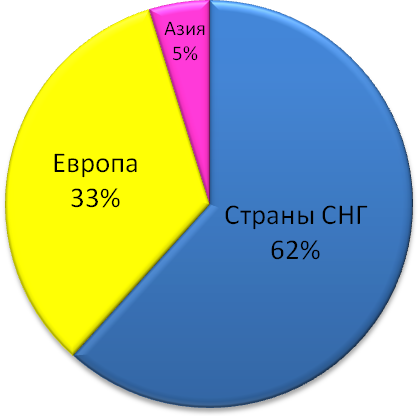 Азия
5%
Европа
33%
Страны СНГ
62%